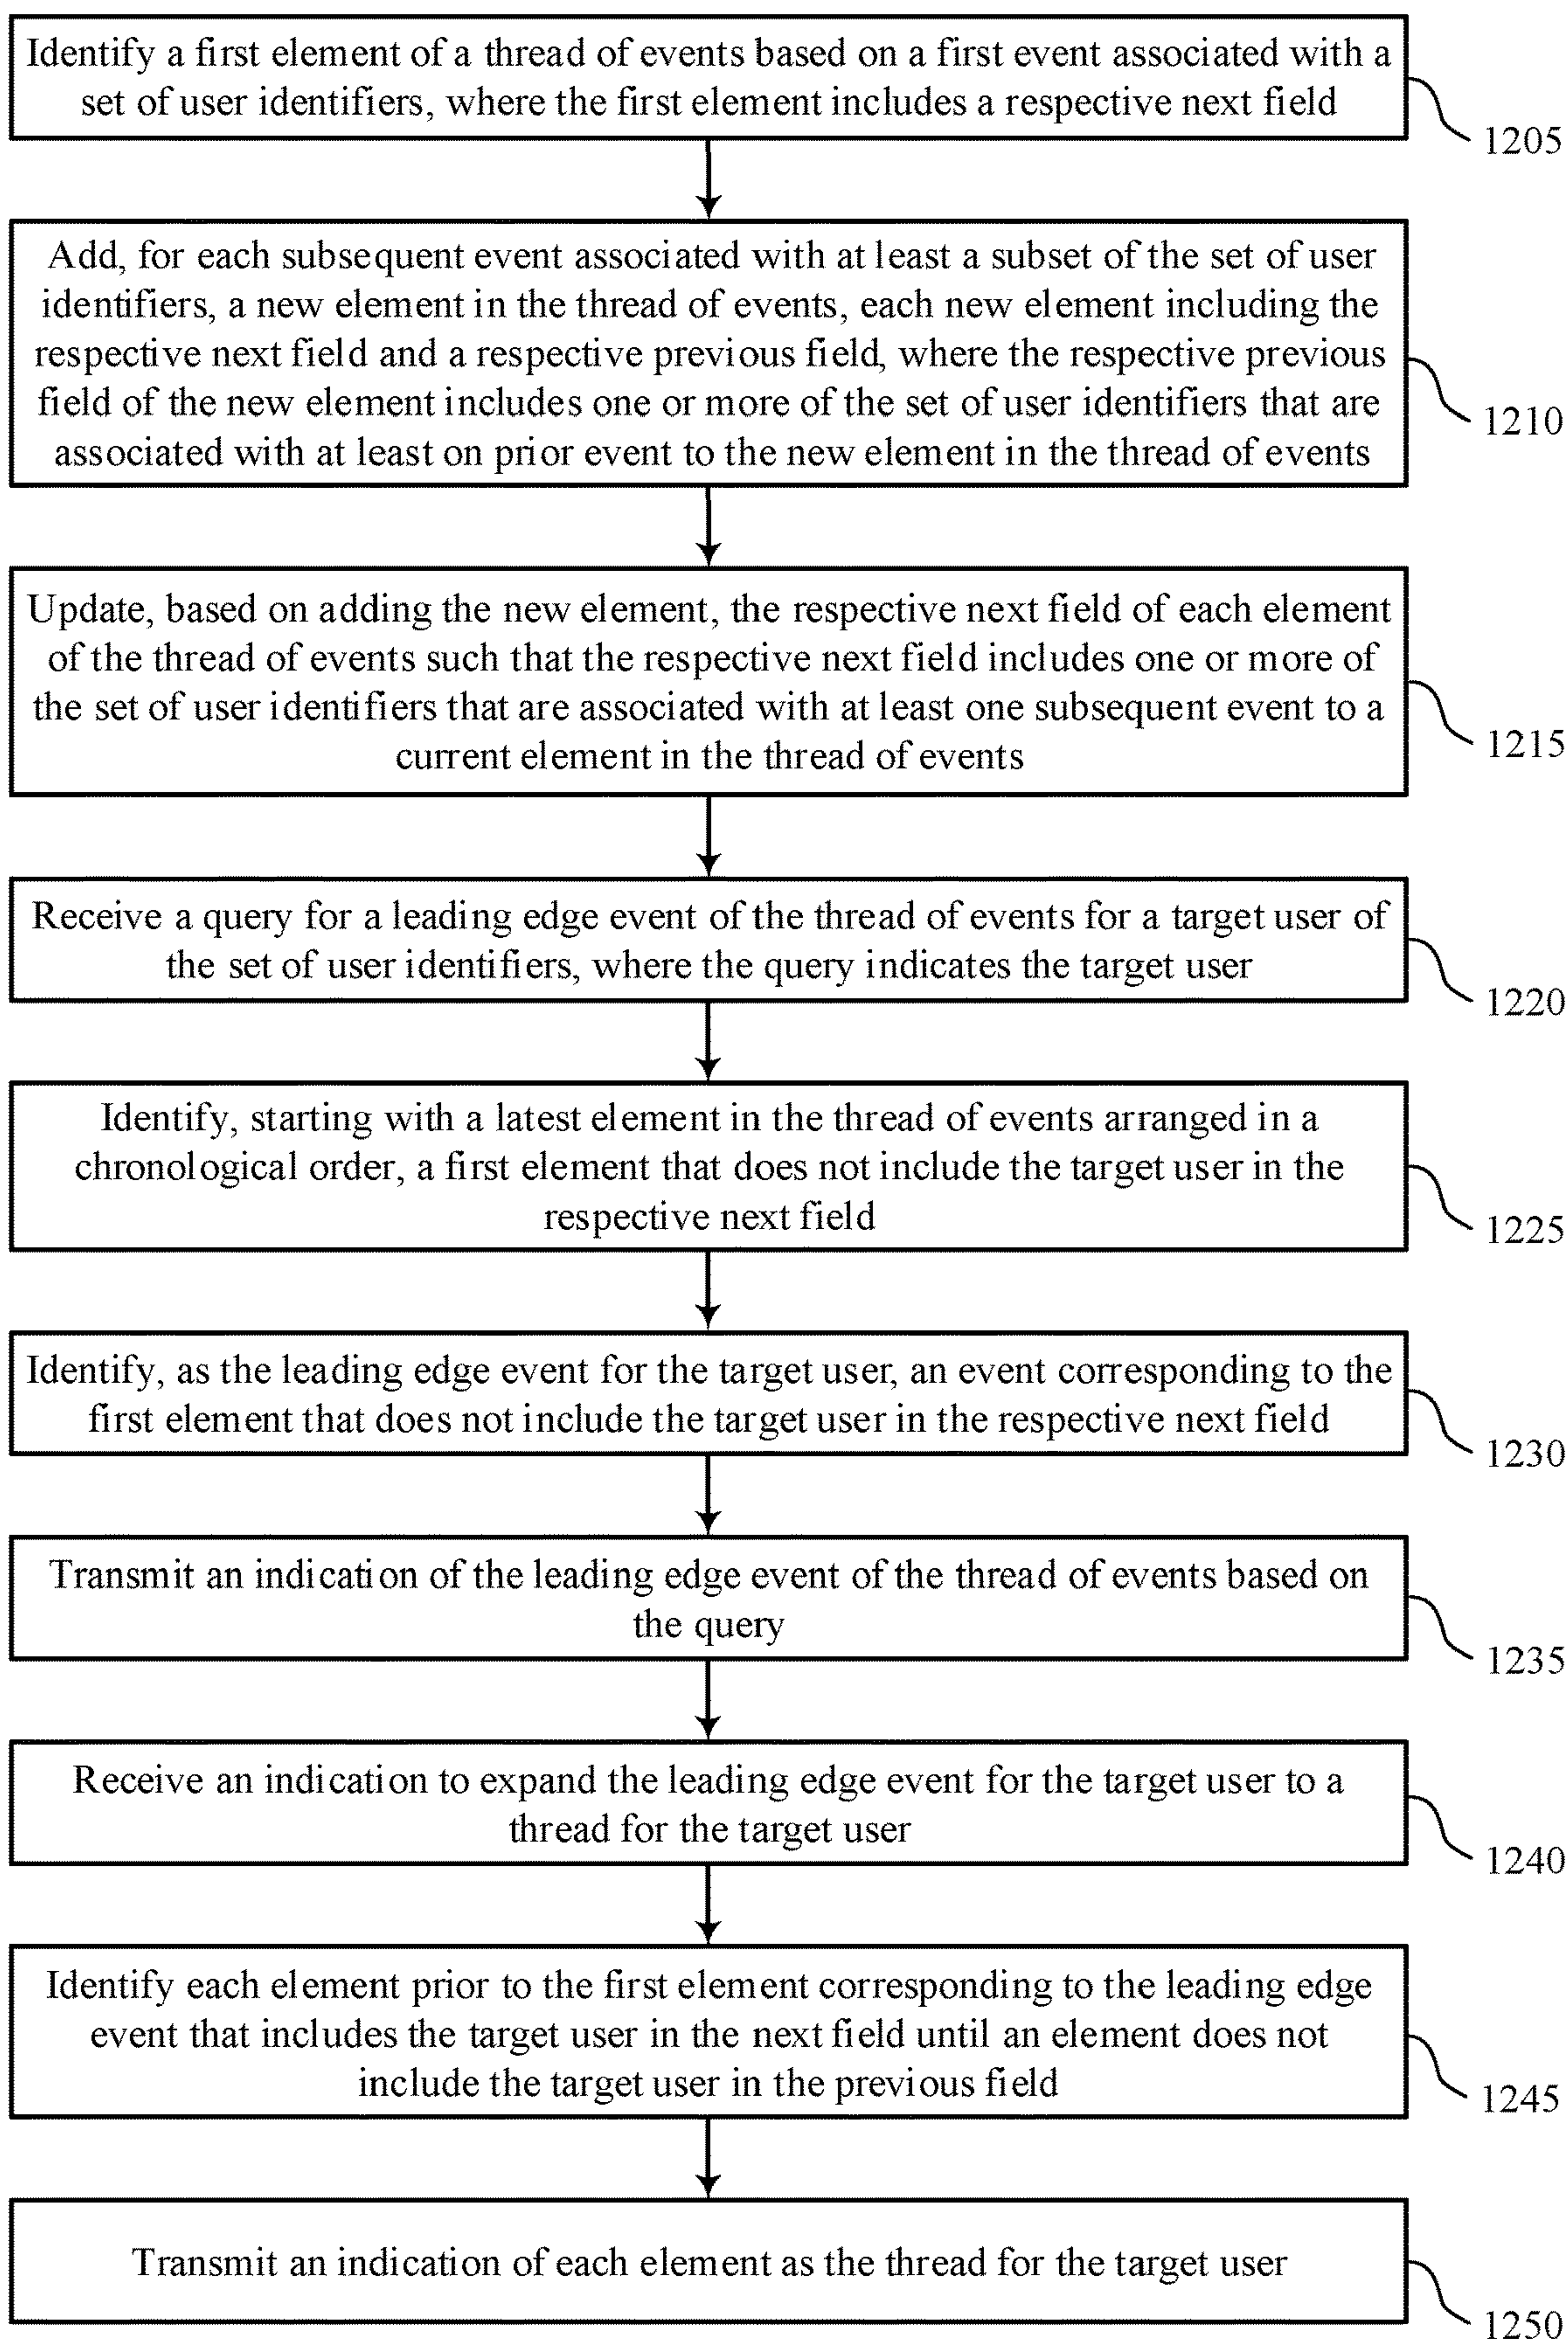 Identify a first element of a thread of events based on a first event associated with a
set of user identifiers, where the first element includes a respective next field
1205
Add, for each subsequent event associated with at least a subset of the set of user
identifiers, a new element in the thread of events, each new element including the
respective next field and a respective previous field, where the respective previous
field of the new element includes one or more of the set of user identifiers that are
associated with at least on prior event to the new element in the thread of events
1210
Update, based on adding the new element, the respective next field of each element
of the thread of events such that the respective next field includes one or more of
the set of user identifiers that are associated with at least one subsequent event to a
current element in the thread of events
1215
Receive a query for a leading edge event of the thread of events for a target user of
the set of user identifiers, where the query indicates the target user
1220
Identify, starting with a latest element in the thread of events arranged in a
chronological order, a first element that does not include the target user in the
respective next field
1225
Identify, as the leading edge event for the target user, an event corresponding to the
first element that does not include the target user in the respective next field
1230
Transmit an indication of the leading edge event of the thread of events based on
the query
1235
Receive an indication to expand the leading edge event for the target user to a
thread for the target user
1240
Identify each element prior to the first element corresponding to the leading edge
event that includes the target user in the next field until an element does not
include the target user in the previous field
1245
Transmit an indication of each element as the thread for the target user
1250